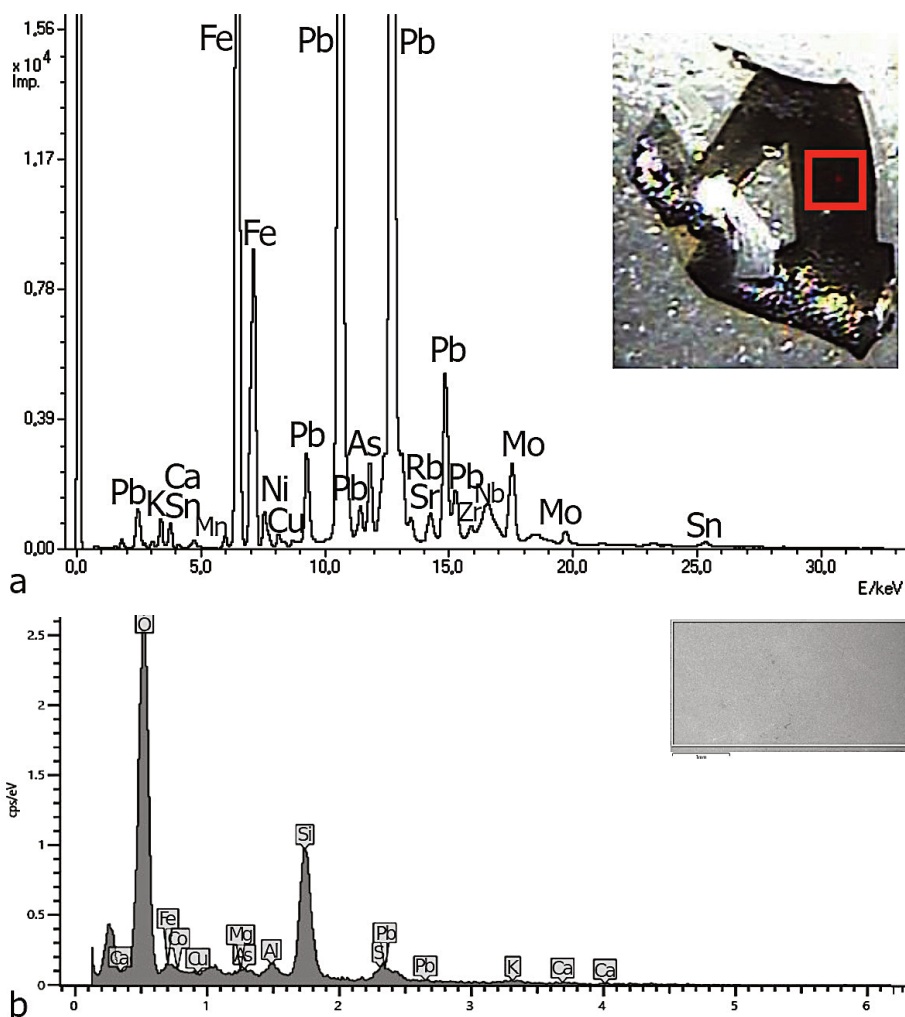 1,56
×10⁴
Imp.
1,17
0,78
0,39
0,00
Fe
Pb
Pb
Fe
Pb
Pb
K
Ca
Sn
Mn
Ni
Cu
Pb
As
Rb
Sr
Pb
Zr
Nb
Mo
Mo
Sn
0,0 5,0 10,0 15,0 20,0 25,0 30,0
E/keV
a
2.5
2
1.5
1
0.5
0
cps/eV
O
Si
Fe
Co
Ca
Cu
Mg
As
Al
Pb
S
Pb
K
Ca
Ca
0 1 2 3 4 5 6
b